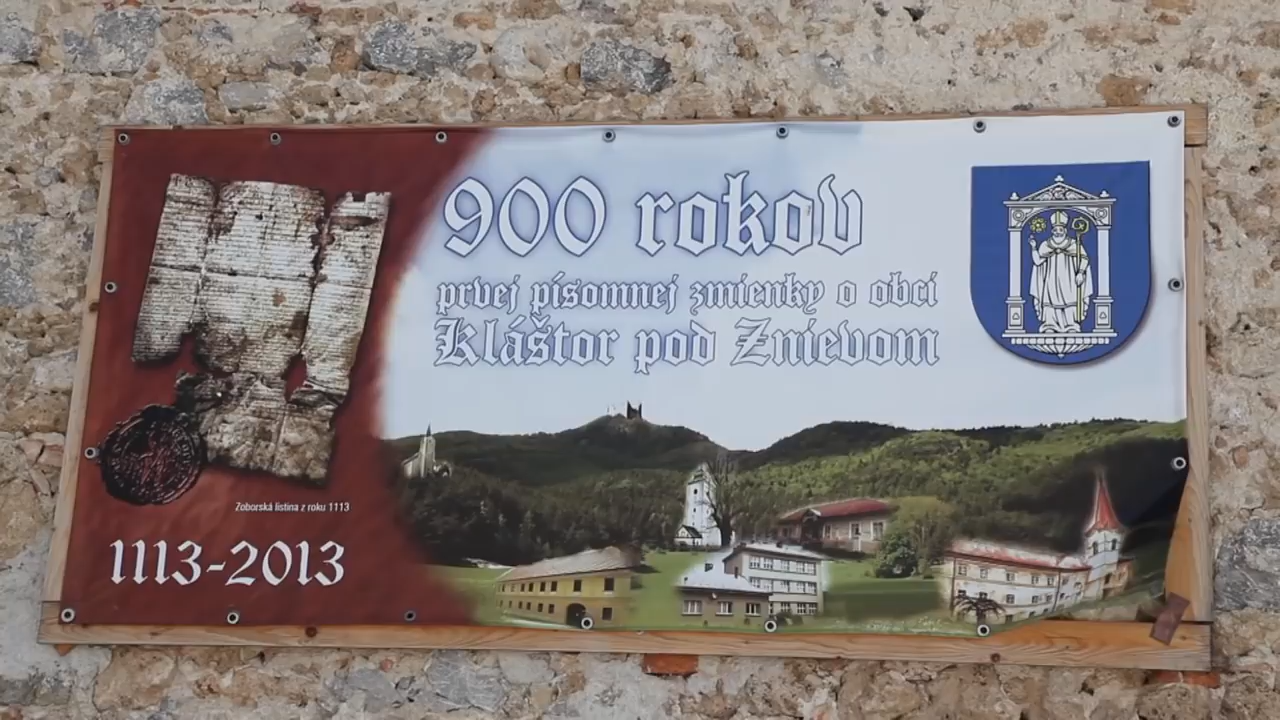 900 rokov
prvej písomnej zmienky o obci
Kláštor pod Znievom
Zoborská listina z roku 1113
1113-2013